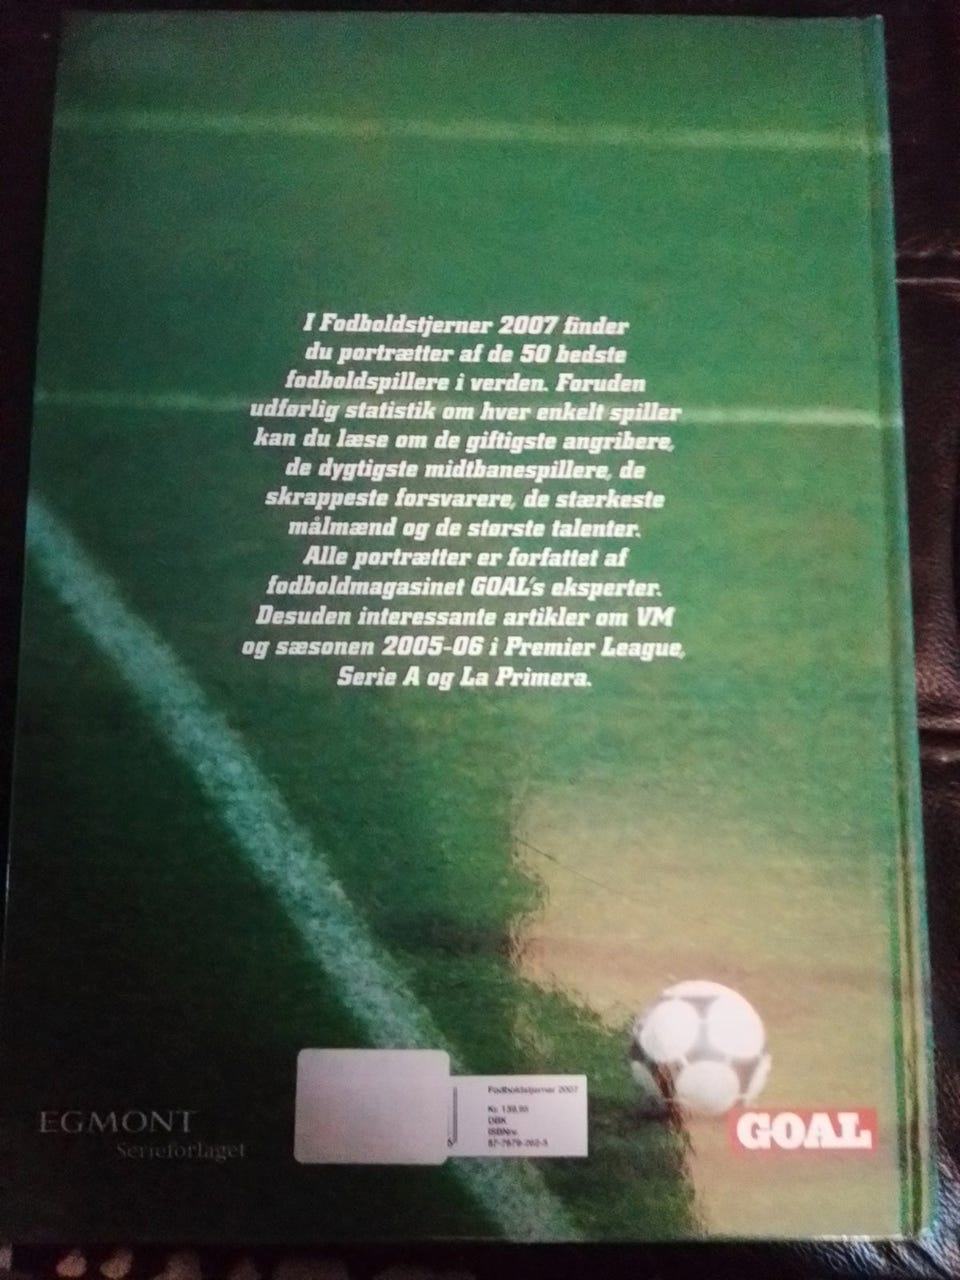 I Fodboldstjerner 2007 finder
du portrætter af de 50 bedste
fodboldspillere i verden. Foruden
udførlig statistik om hver enkelt spiller
kan du læse om de giftigste angribere,
de dygtigste midtbanespillere, de
skrappeste forsvarere, de stærkeste
målmænd og de største talenter.
Alle portrætter er forfattet af
fodboldmagasinet GOAL's eksperter.
Desuden interessante artikler om VM
og sæsonen 2005-06 i Premier League,
Serie A og La Primera.
EGMONT
Serieforlaget
Fodboldstjerner 2007
Kr.
DBK
ISBNnr.
GOAL